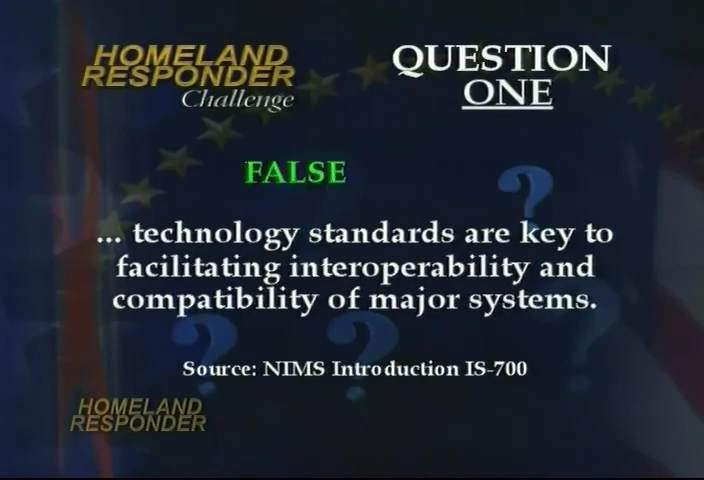 HOMELAND
RESPONDER
Challenge
QUESTION
ONE
FALSE
... technology standards are key to
facilitating interoperability and
compatibility of major systems.
Source: NIMS Introduction IS-700
HOMELAND
RESPONDER